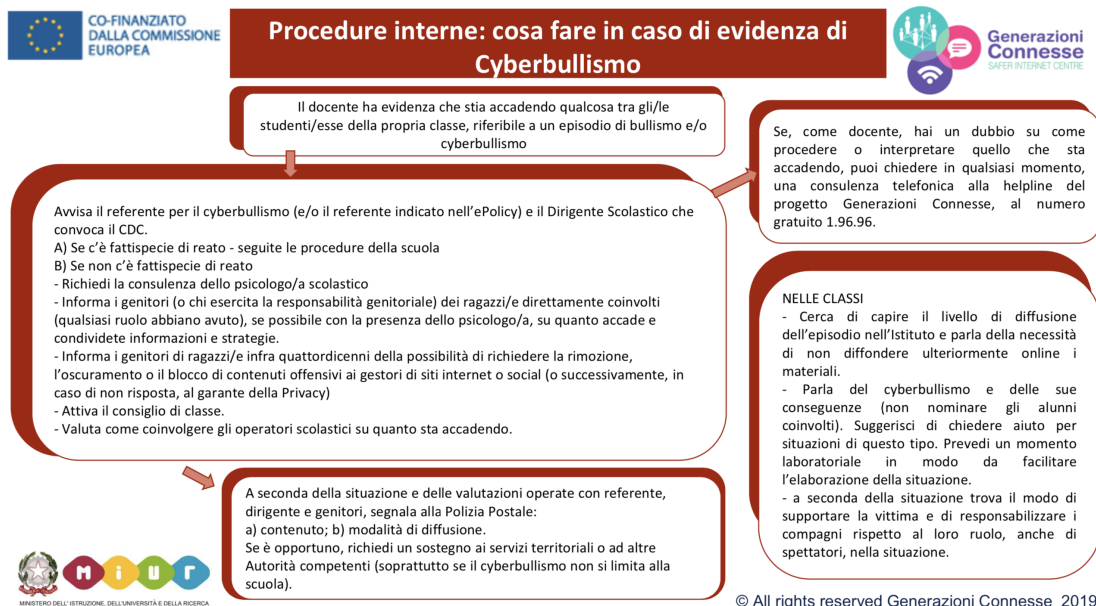 CO-FINANZIATO
DALLA COMMISSIONE
EUROPEA
Procedure interne: cosa fare in caso di evidenza di
Cyberbullismo
Generazioni
Connesse
SAFER INTERNET CENTRE
Il docente ha evidenza che stia accadendo qualcosa tra gli/le
studenti/esse della propria classe, riferibile a un episodio di bullismo e/o
cyberbullismo
Se, come docente, hai un dubbio su come
procedere o interpretare quello che sta
accadendo, puoi chiedere in qualsiasi momento,
una consulenza telefonica alla helpline del
progetto Generazioni Connesse, al numero
gratuito 1.96.96.
Avvisa il referente per il cyberbullismo (e/o il referente indicato nell'ePolicy) e il Dirigente Scolastico che
convoca il CDC.
A) Se c'è fattispecie di reato - seguite le procedure della scuola
B) Se non c'è fattispecie di reato
- Richiedi la consulenza dello psicologo/a scolastico
- Informa i genitori (o chi esercita la responsabilità genitoriale) dei ragazzi/e direttamente coinvolti
(qualsiasi ruolo abbiano avuto), se possibile con la presenza dello psicologo/a, su quanto accade e
condividete informazioni e strategie.
- Informa i genitori di ragazzi/e infra quattordicenni della possibilità di richiedere la rimozione,
l'oscuramento o il blocco di contenuti offensivi ai gestori di siti internet o social (o successivamente, in
caso di non risposta, al garante della Privacy)
- Attiva il consiglio di classe.
- Valuta come coinvolgere gli operatori scolastici su quanto sta accadendo.
NELLE CLASSI
- Cerca di capire il livello di diffusione
dell'episodio nell'Istituto e parla della necessità
di non diffondere ulteriormente online i
materiali.
- Parla del cyberbullismo e delle sue
conseguenze (non nominare gli alunni
coinvolti). Suggerisci di chiedere aiuto per
situazioni di questo tipo. Prevedi un momento
laboratoriale in modo da facilitare
l'elaborazione della situazione.
- a seconda della situazione trova il modo di
supportare la vittima e di responsabilizzare i
compagni rispetto al loro ruolo, anche di
spettatori, nella situazione.
A seconda della situazione e delle valutazioni operate con referente,
dirigente e genitori, segnala alla Polizia Postale:
a) contenuto; b) modalità di diffusione.
Se è opportuno, richiedi un sostegno ai servizi territoriali o ad altre
Autorità competenti (soprattutto se il cyberbullismo non si limita alla
scuola).
miur
MINISTERO DELL' ISTRUZIONE, DELL'UNIVERSITÀ E DELLA RICERCA
© All rights reserved Generazioni Connesse 2019